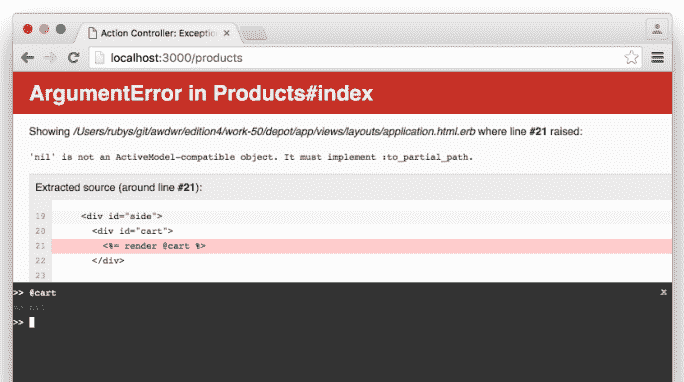 Action Controller: Exceptio
localhost:3000/products
ArgumentError in Products#index
Showing /Users/rubys/git/awdwr/edition4/work-50/depot/app/views/layouts/application.html.erb where line #21 raised:
'nil' is not an ActiveModel-compatible object. It must implement :to_partial_path.
Extracted source (around line #21):
19 <div id="side">
20 <div id="cart">
21 <%= render @cart %>
22 </div>
23
>> @cart
=> nil
>>
x